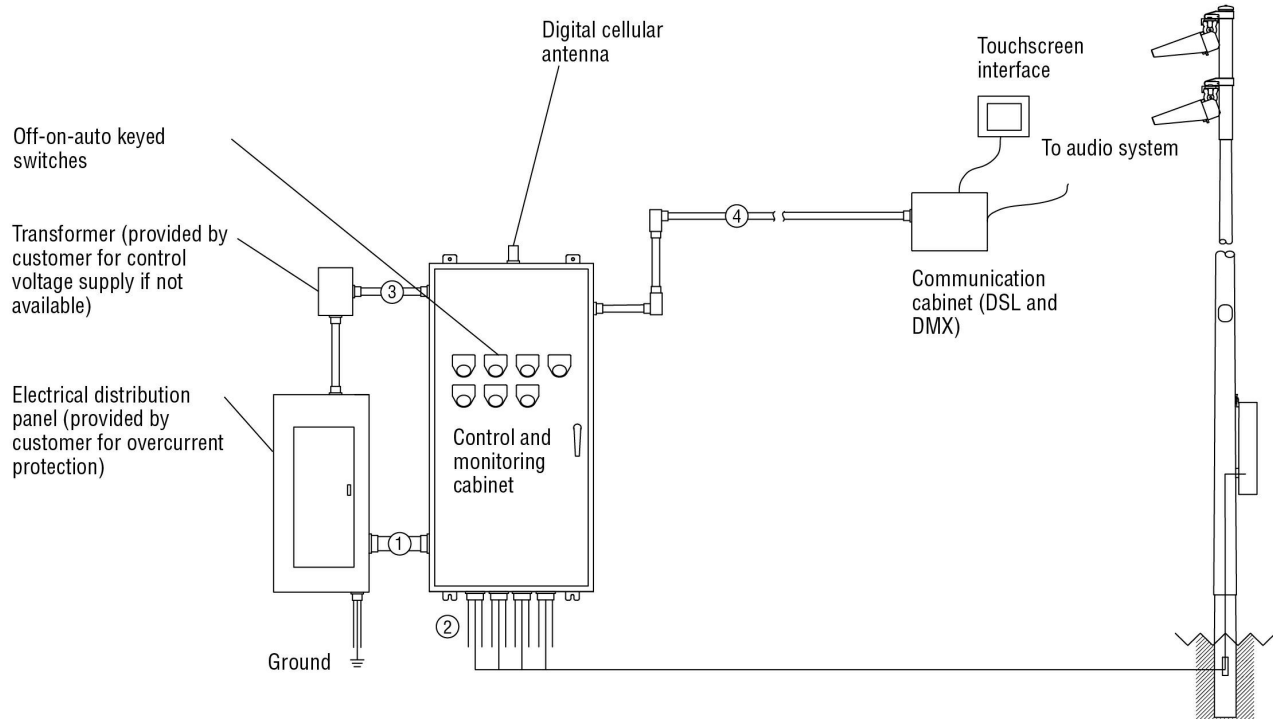 Digital cellular
antenna
Touchscreen
interface
Off-on-auto keyed
switches
To audio system
Transformer (provided by
customer for control
voltage supply if not
available)
4
3
Communication
cabinet (DSL and
DMX)
Electrical distribution
panel (provided by
customer for overcurrent
protection)
Control and
monitoring
cabinet
1
2
Ground